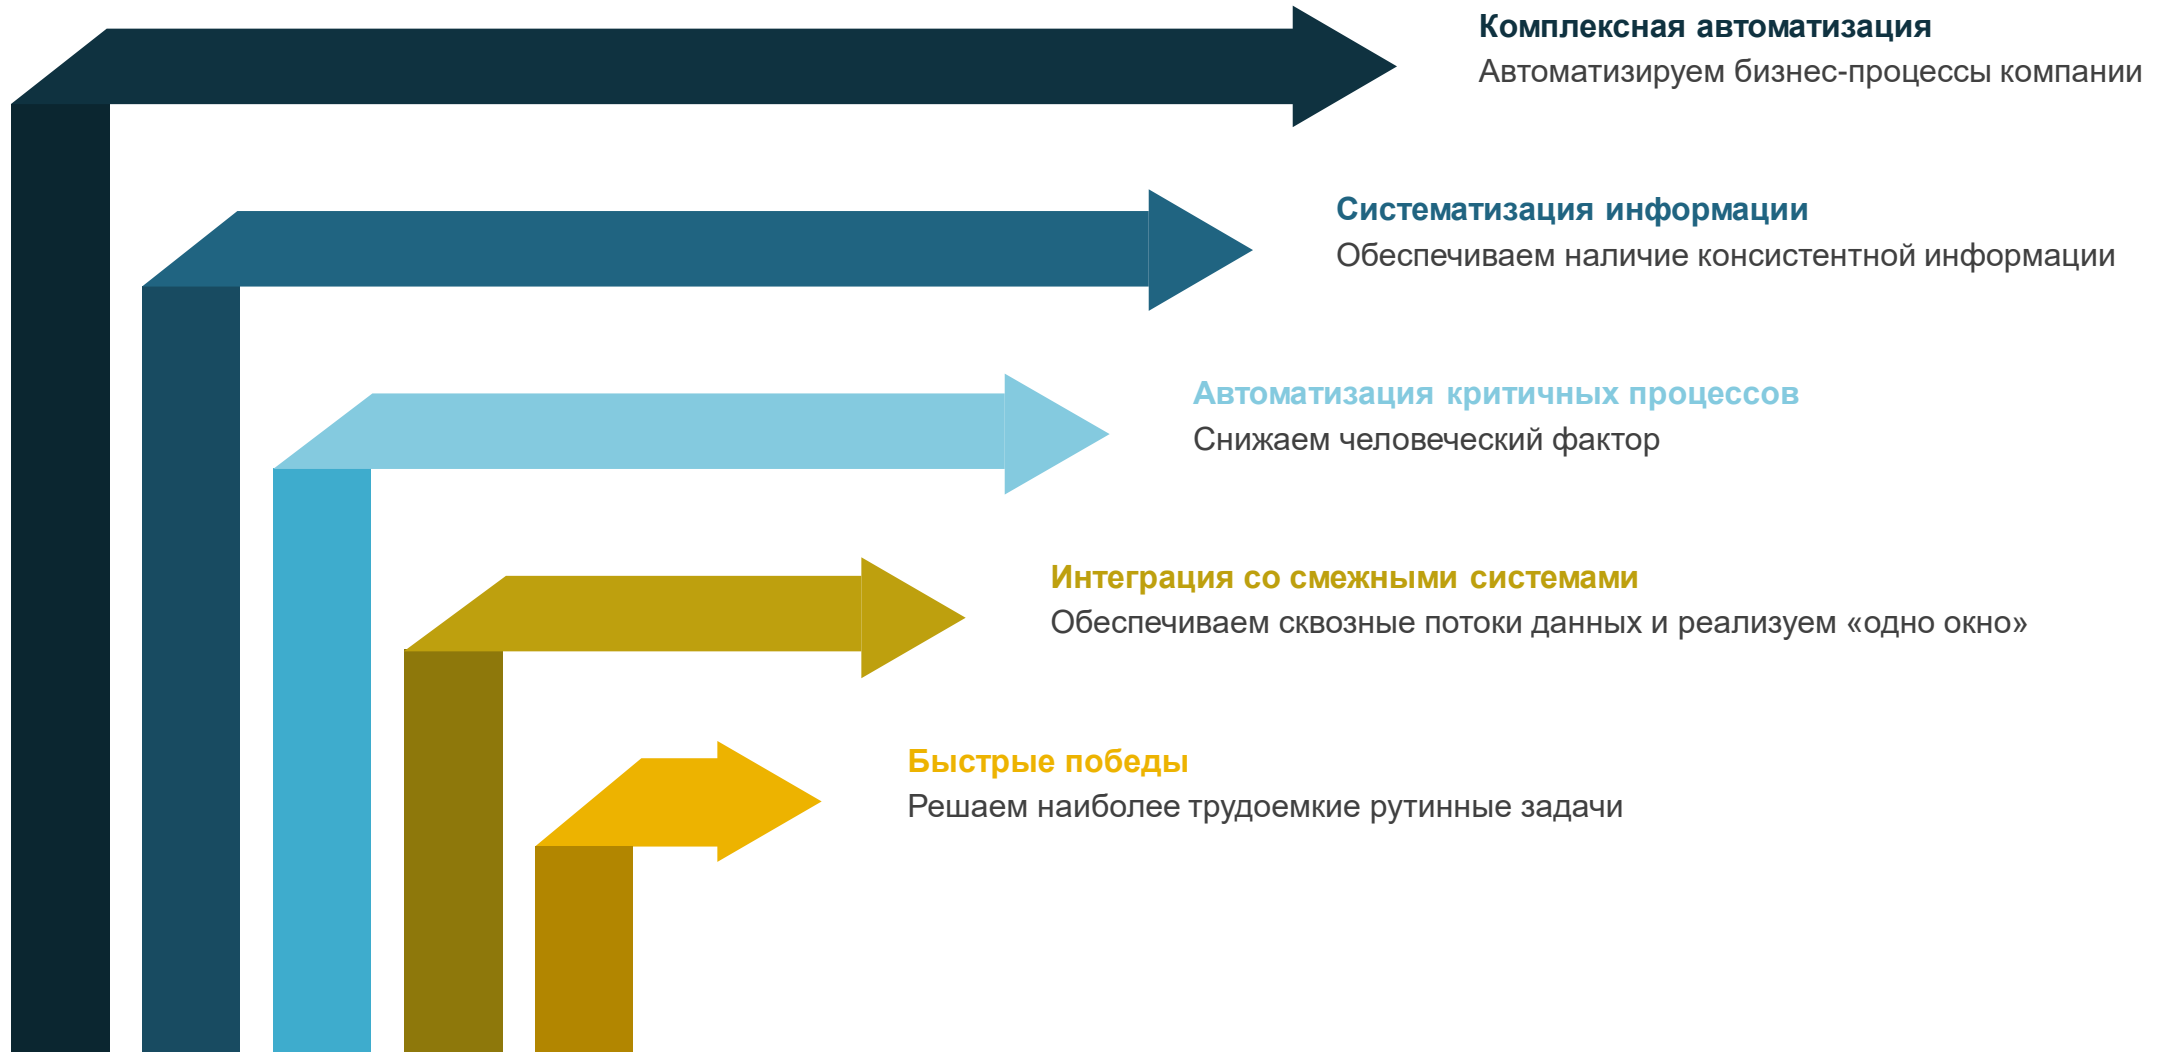 Комплексная автоматизация
Автоматизируем бизнес-процессы компании
Систематизация информации
Обеспечиваем наличие консистентной информации
Автоматизация критичных процессов
Снижаем человеческий фактор
Интеграция со смежными системами
Обеспечиваем сквозные потоки данных и реализуем «одно окно»
Быстрые победы
Решаем наиболее трудоемкие рутинные задачи